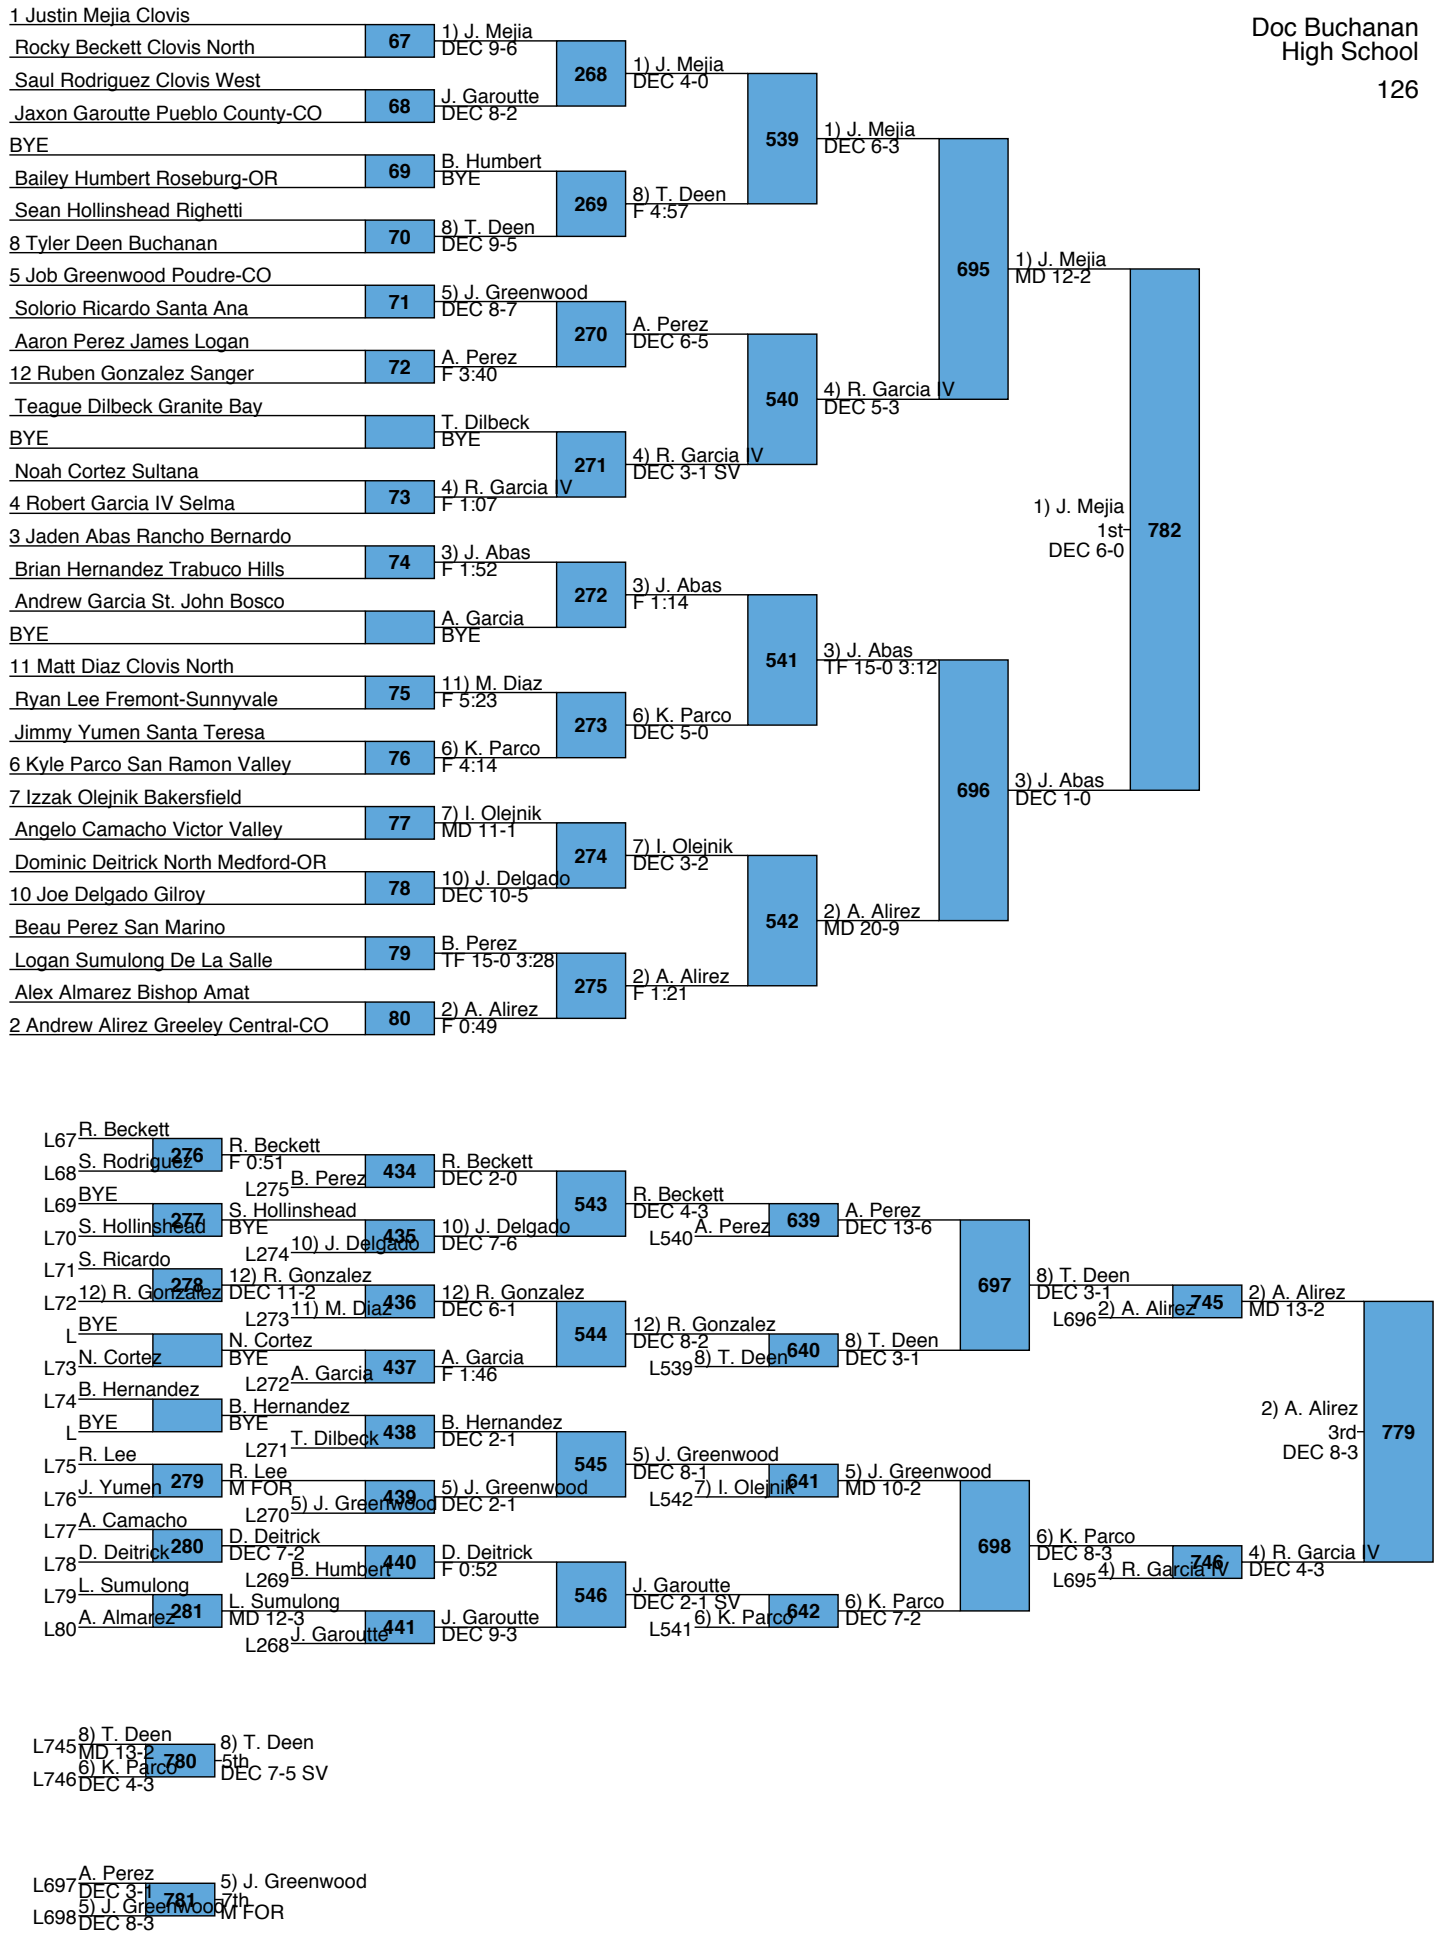 Doc Buchanan
High School
126
1 Justin Mejia Clovis
67
1) J. Mejia
DEC 9-6
Rocky Beckett Clovis North
268
1) J. Mejia
DEC 4-0
Saul Rodriguez Clovis West
68
J. Garoutte
DEC 8-2
Jaxon Garoutte Pueblo County-CO
539
1) J. Mejia
DEC 6-3
BYE
69
B. Humbert
BYE
Bailey Humbert Roseburg-OR
269
8) T. Deen
F 4:57
Sean Hollinshead Righetti
70
8) T. Deen
DEC 9-5
8 Tyler Deen Buchanan
695
1) J. Mejia
MD 12-2
5 Job Greenwood Poudre-CO
71
5) J. Greenwood
DEC 8-7
Solorio Ricardo Santa Ana
270
A. Perez
DEC 6-5
Aaron Perez James Logan
72
A. Perez
F 3:40
12 Ruben Gonzalez Sanger
540
4) R. Garcia IV
DEC 5-3
Teague Dilbeck Granite Bay
T. Dilbeck
BYE
BYE
271
4) R. Garcia IV
DEC 3-1 SV
Noah Cortez Sultana
73
4) R. Garcia IV
F 1:07
4 Robert Garcia IV Selma
1) J. Mejia
1st
DEC 6-0
782
3 Jaden Abas Rancho Bernardo
74
3) J. Abas
F 1:52
Brian Hernandez Trabuco Hills
272
3) J. Abas
F 1:14
Andrew Garcia St. John Bosco
A. Garcia
BYE
BYE
541
3) J. Abas
TF 15-0 3:12
11 Matt Diaz Clovis North
75
11) M. Diaz
F 5:23
Ryan Lee Fremont-Sunnyvale
273
6) K. Parco
DEC 5-0
Jimmy Yumen Santa Teresa
76
6) K. Parco
F 4:14
6 Kyle Parco San Ramon Valley
696
3) J. Abas
DEC 1-0
7 Izzak Olejnik Bakersfield
77
7) I. Olejnik
MD 11-1
Angelo Camacho Victor Valley
274
7) I. Olejnik
DEC 3-2
Dominic Deitrick North Medford-OR
78
10) J. Delgado
DEC 10-5
10 Joe Delgado Gilroy
542
2) A. Alirez
MD 20-9
Beau Perez San Marino
79
B. Perez
TF 15-0 3:28
Logan Sumulong De La Salle
275
2) A. Alirez
F 1:21
Alex Almarez Bishop Amat
80
2) A. Alirez
F 0:49
2 Andrew Alirez Greeley Central-CO
L67
R. Beckett
276
R. Beckett
F 0:51
L68
S. Rodriguez
L275
B. Perez
434
R. Beckett
DEC 2-0
L69
BYE
277
S. Hollinshead
BYE
L70
S. Hollinshead
L274
10) J. Delgado
435
10) J. Delgado
DEC 7-6
543
R. Beckett
DEC 4-3
L540
A. Perez
639
A. Perez
DEC 13-6
L71
S. Ricardo
278
12) R. Gonzalez
DEC 11-2
L72
12) R. Gonzalez
L273
11) M. Diaz
436
12) R. Gonzalez
DEC 6-1
L
BYE
N. Cortez
BYE
L73
N. Cortez
L272
A. Garcia
437
A. Garcia
F 1:46
544
12) R. Gonzalez
DEC 8-2
L539
8) T. Deen
640
8) T. Deen
DEC 3-1
697
8) T. Deen
DEC 3-1
L696
2) A. Alirez
745
2) A. Alirez
MD 13-2
L74
B. Hernandez
B. Hernandez
BYE
L
BYE
L271
T. Dilbeck
438
B. Hernandez
DEC 2-1
L75
R. Lee
279
R. Lee
M FOR
L76
J. Yumen
L270
5) J. Greenwood
439
5) J. Greenwood
DEC 2-1
545
5) J. Greenwood
DEC 8-1
L542
7) I. Olejnik
641
5) J. Greenwood
MD 10-2
2) A. Alirez
3rd
DEC 8-3
779
L77
A. Camacho
280
D. Deitrick
DEC 7-2
L78
D. Deitrick
L269
B. Humbert
440
D. Deitrick
F 0:52
L79
L. Sumulong
281
L. Sumulong
MD 12-3
L80
A. Almarez
L268
J. Garoutte
441
J. Garoutte
DEC 9-3
546
J. Garoutte
DEC 2-1 SV
L541
6) K. Parco
642
6) K. Parco
DEC 7-2
698
6) K. Parco
DEC 8-3
L695
4) R. Garcia IV
746
4) R. Garcia IV
DEC 4-3
L745
8) T. Deen
MD 13-2
780
8) T. Deen
5th
DEC 7-5 SV
L746
6) K. Parco
DEC 4-3
L697
A. Perez
DEC 3-1
781
5) J. Greenwood
7th
M FOR
L698
5) J. Greenwood
DEC 8-3